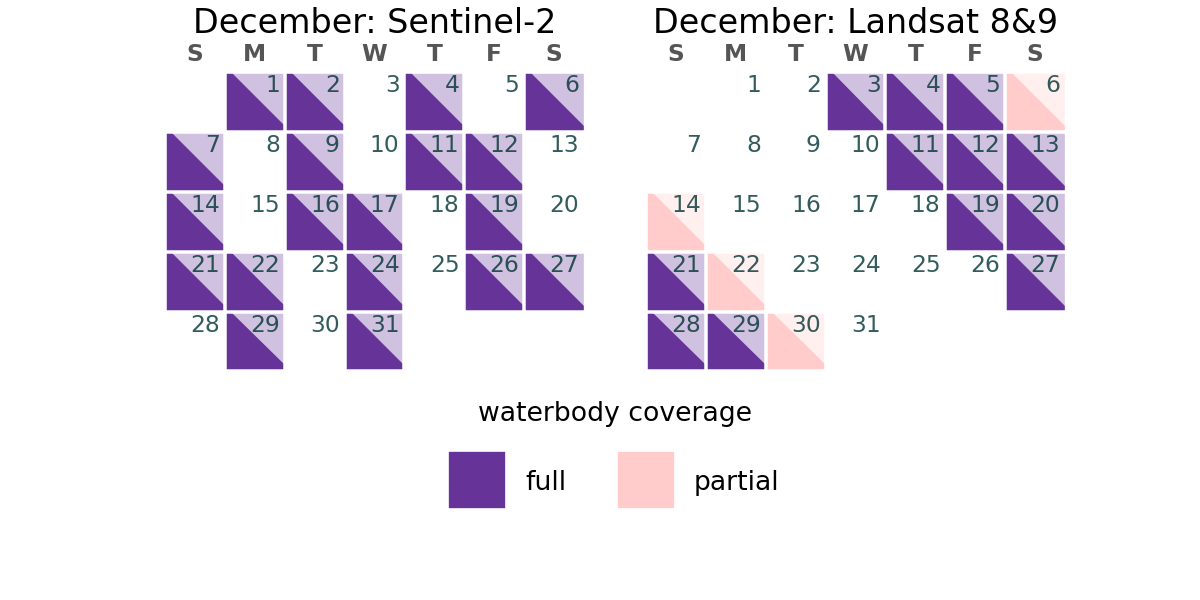 December: Sentinel-2
S M T W T F S
1 2 3 4 5 6
7 8 9 10 11 12 13
14 15 16 17 18 19 20
21 22 23 24 25 26 27
28 29 30 31
December: Landsat 8&9
S M T W T F S
1 2 3 4 5 6
7 8 9 10 11 12 13
14 15 16 17 18 19 20
21 22 23 24 25 26 27
28 29 30 31
waterbody coverage
full partial